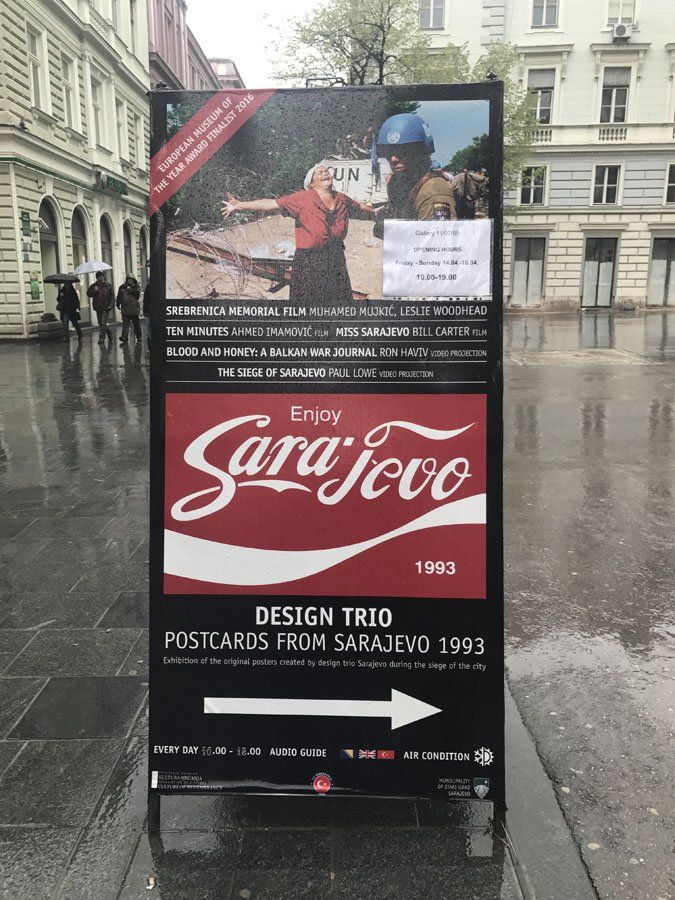 EUROPEAN MUSEUM OF
THE YEAR AWARD FINALIST 2016
UN
Gallery 11/07/95
OPENING HOURS
Friday - Sunday 14.04.-16.04.
10.00-19.00
SREBRENICA MEMORIAL FILM MUHAMED MUJKIĆ, LESLIE WOODHEAD
TEN MINUTES AHMED IMAMOVIĆ FILM MISS SARAJEVO BILL CARTER FILM
BLOOD AND HONEY: A BALKAN WAR JOURNAL RON HAVIV VIDEO PROJECTION
THE SIEGE OF SARAJEVO PAUL LOWE VIDEO PROJECTION
Enjoy
Sarajevo
1993
DESIGN TRIO
POSTCARDS FROM SARAJEVO 1993
Exhibition of the original posters created by design trio Sarajevo during the siege of the city
EVERY DAY .00 - .00 AUDIO GUIDE AIR CONDITION
KULTURA SJEĆANJA
CULTURE OF REMEMBRANCE
MUNICIPALITY
OF STARI GRAD
SARAJEVO